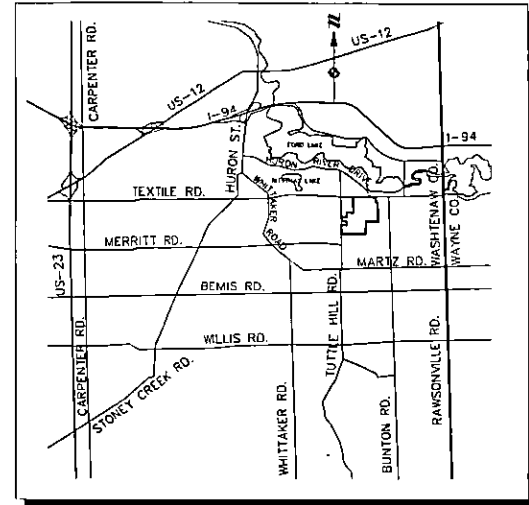 CARPENTER RD.
US-12
N
US-12
I-94
I-94
HURON ST.
FORD LAKE
HURON RIVER DRIVE
WHITTAKER ROAD
TEXTILE RD.
WASHTENAW CO.
WAYNE CO.
MERRITT RD.
MARTZ RD.
US-23
BEMIS RD.
TUTTLE HILL RD.
WILLIS RD.
CARPENTER RD.
STONEY CREEK RD.
WHITTAKER RD.
BUNTON RD.
RAWSONVILLE RD.